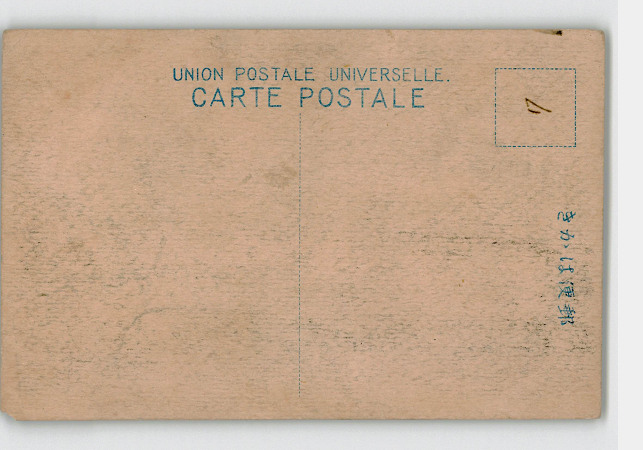 UNION POSTALE UNIVERSELLE.
CARTE POSTALE
きかは便郵